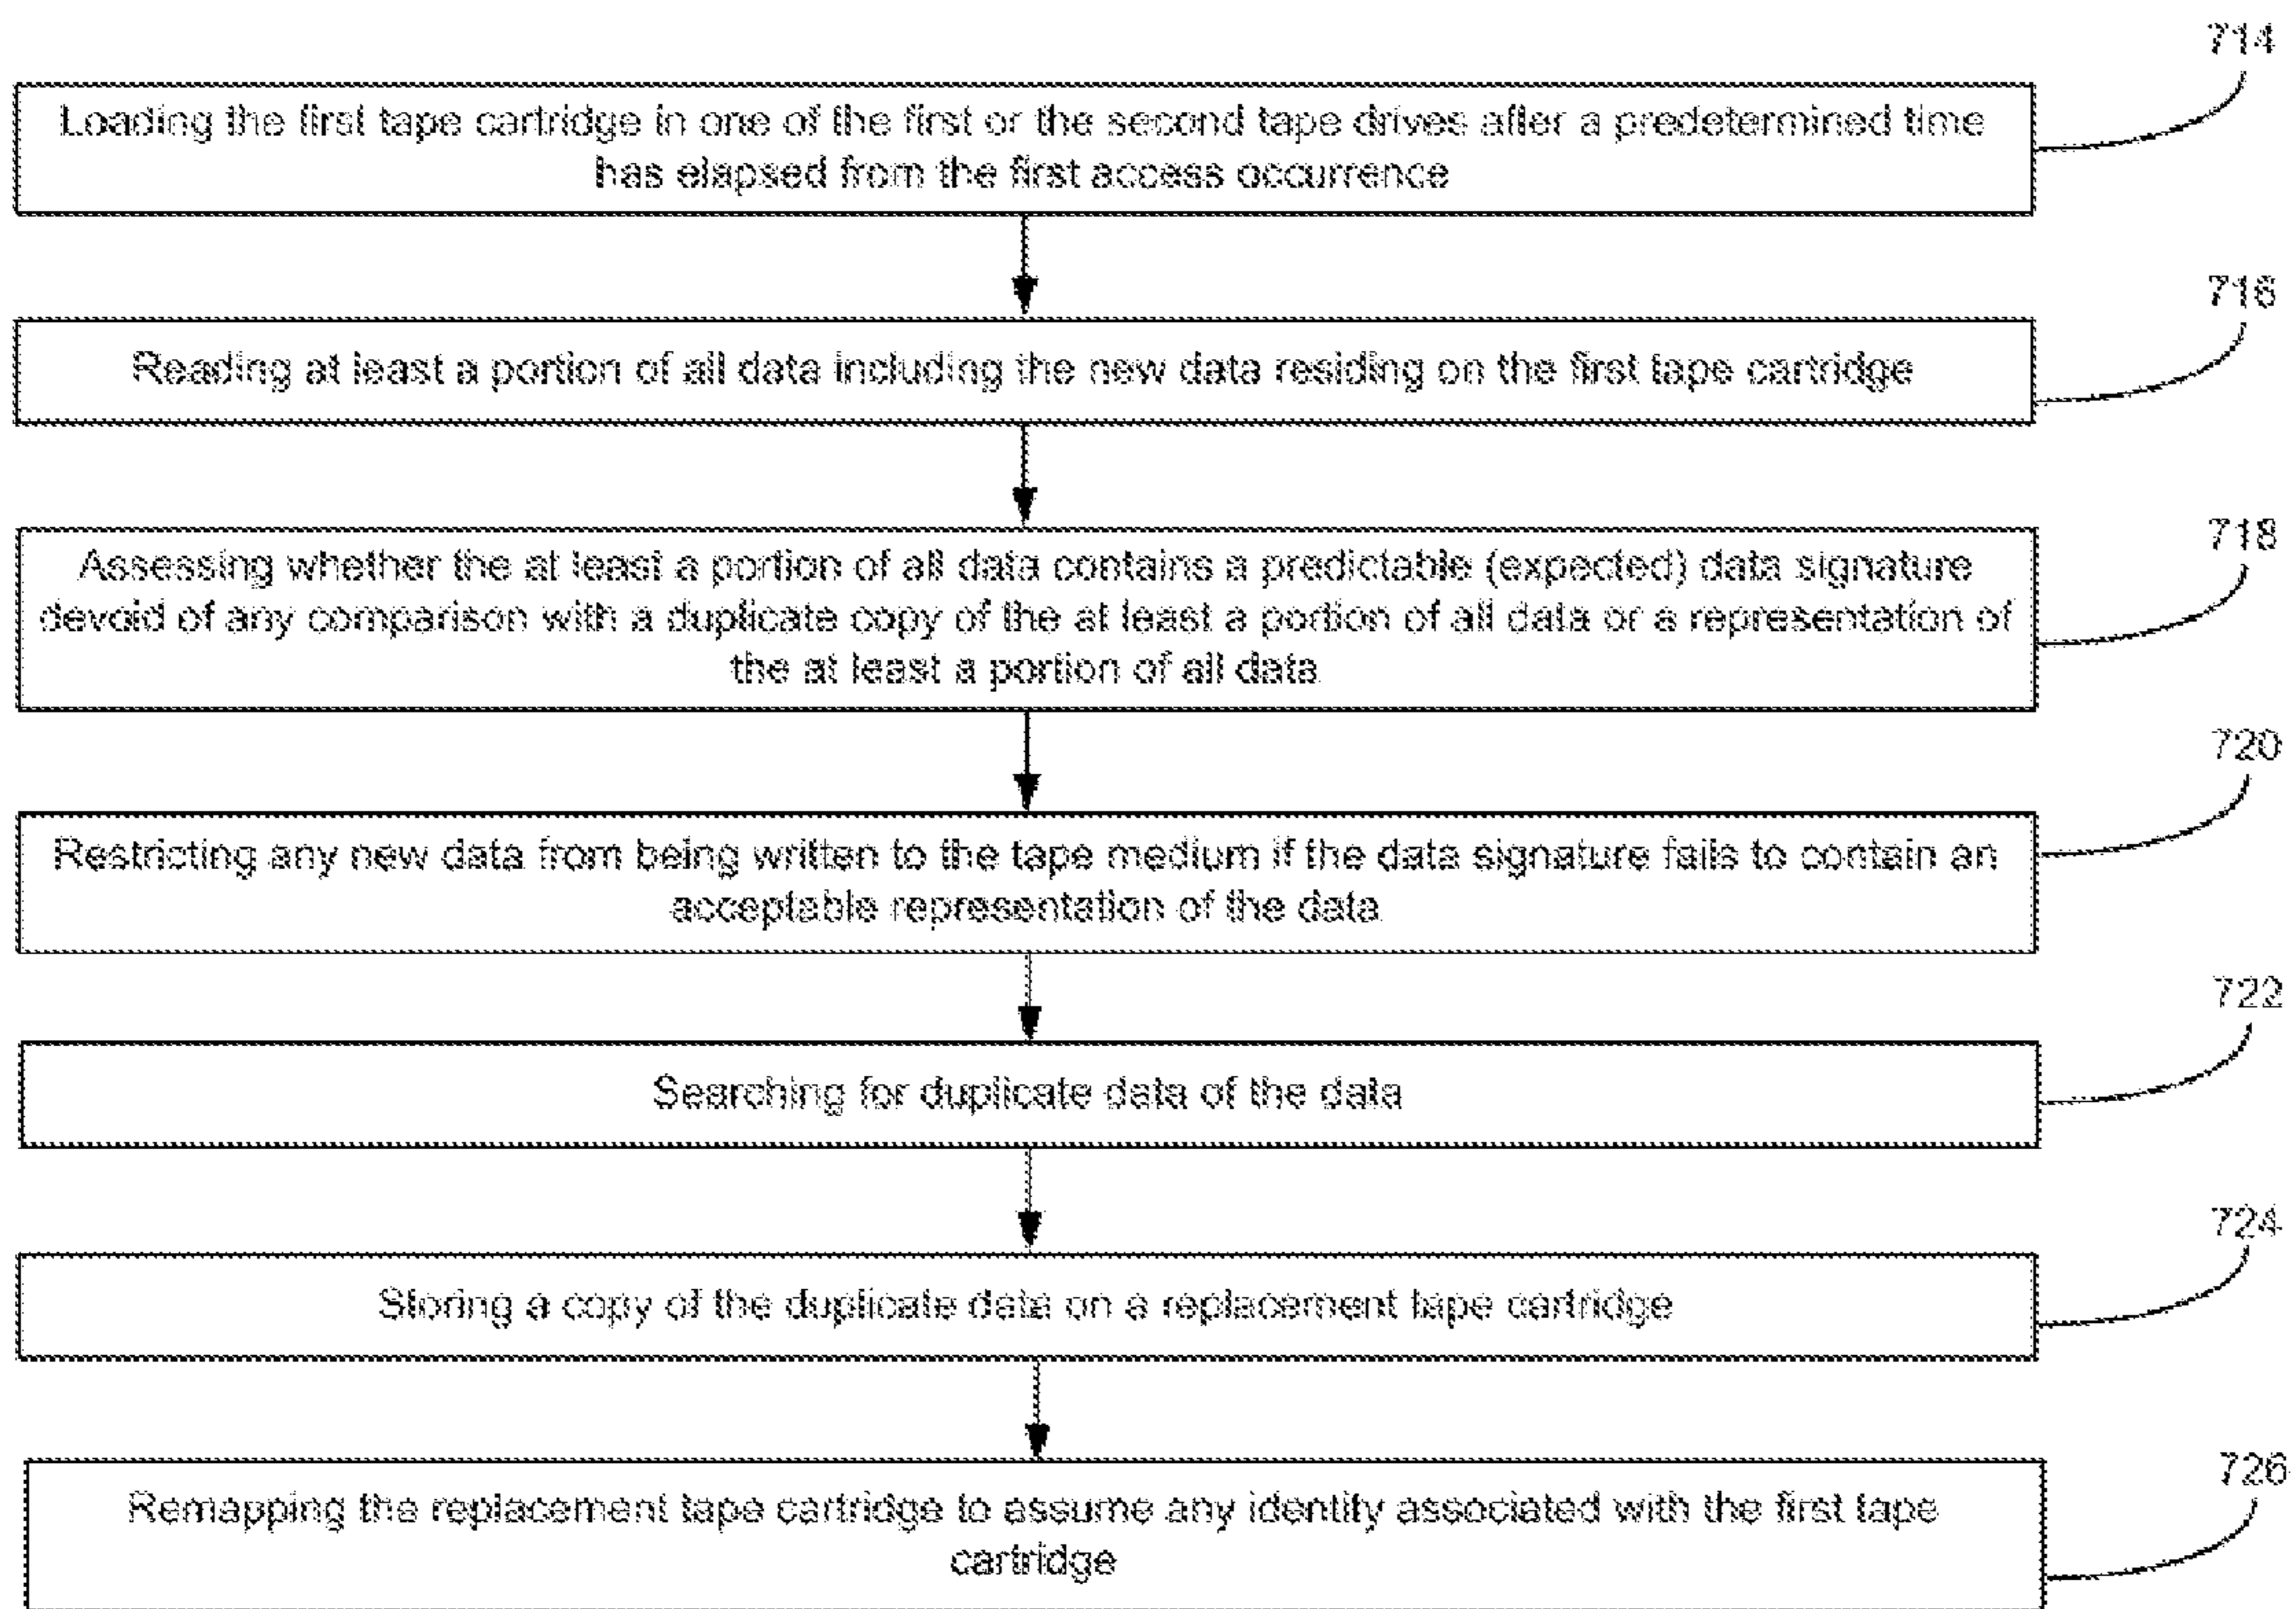 714
Loading the first tape cartridge in one of the first or the second tape drives after a predetermined time
has elapsed from the first access occurrence
716
Reading at least a portion of all data including the new data residing on the first tape cartridge
718
Assessing whether the at least a portion of all data contains a predictable (expected) data signature
devoid of any comparison with a duplicate copy of the at least a portion of all data or a representation of
the at least a portion of all data
720
Restricting any new data from being written to the tape medium if the data signature fails to contain an
acceptable representation of the data
722
Searching for duplicate data of the data
724
Storing a copy of the duplicate data on a replacement tape cartridge
726
Remapping the replacement tape cartridge to assume any identity associated with the first tape
cartridge